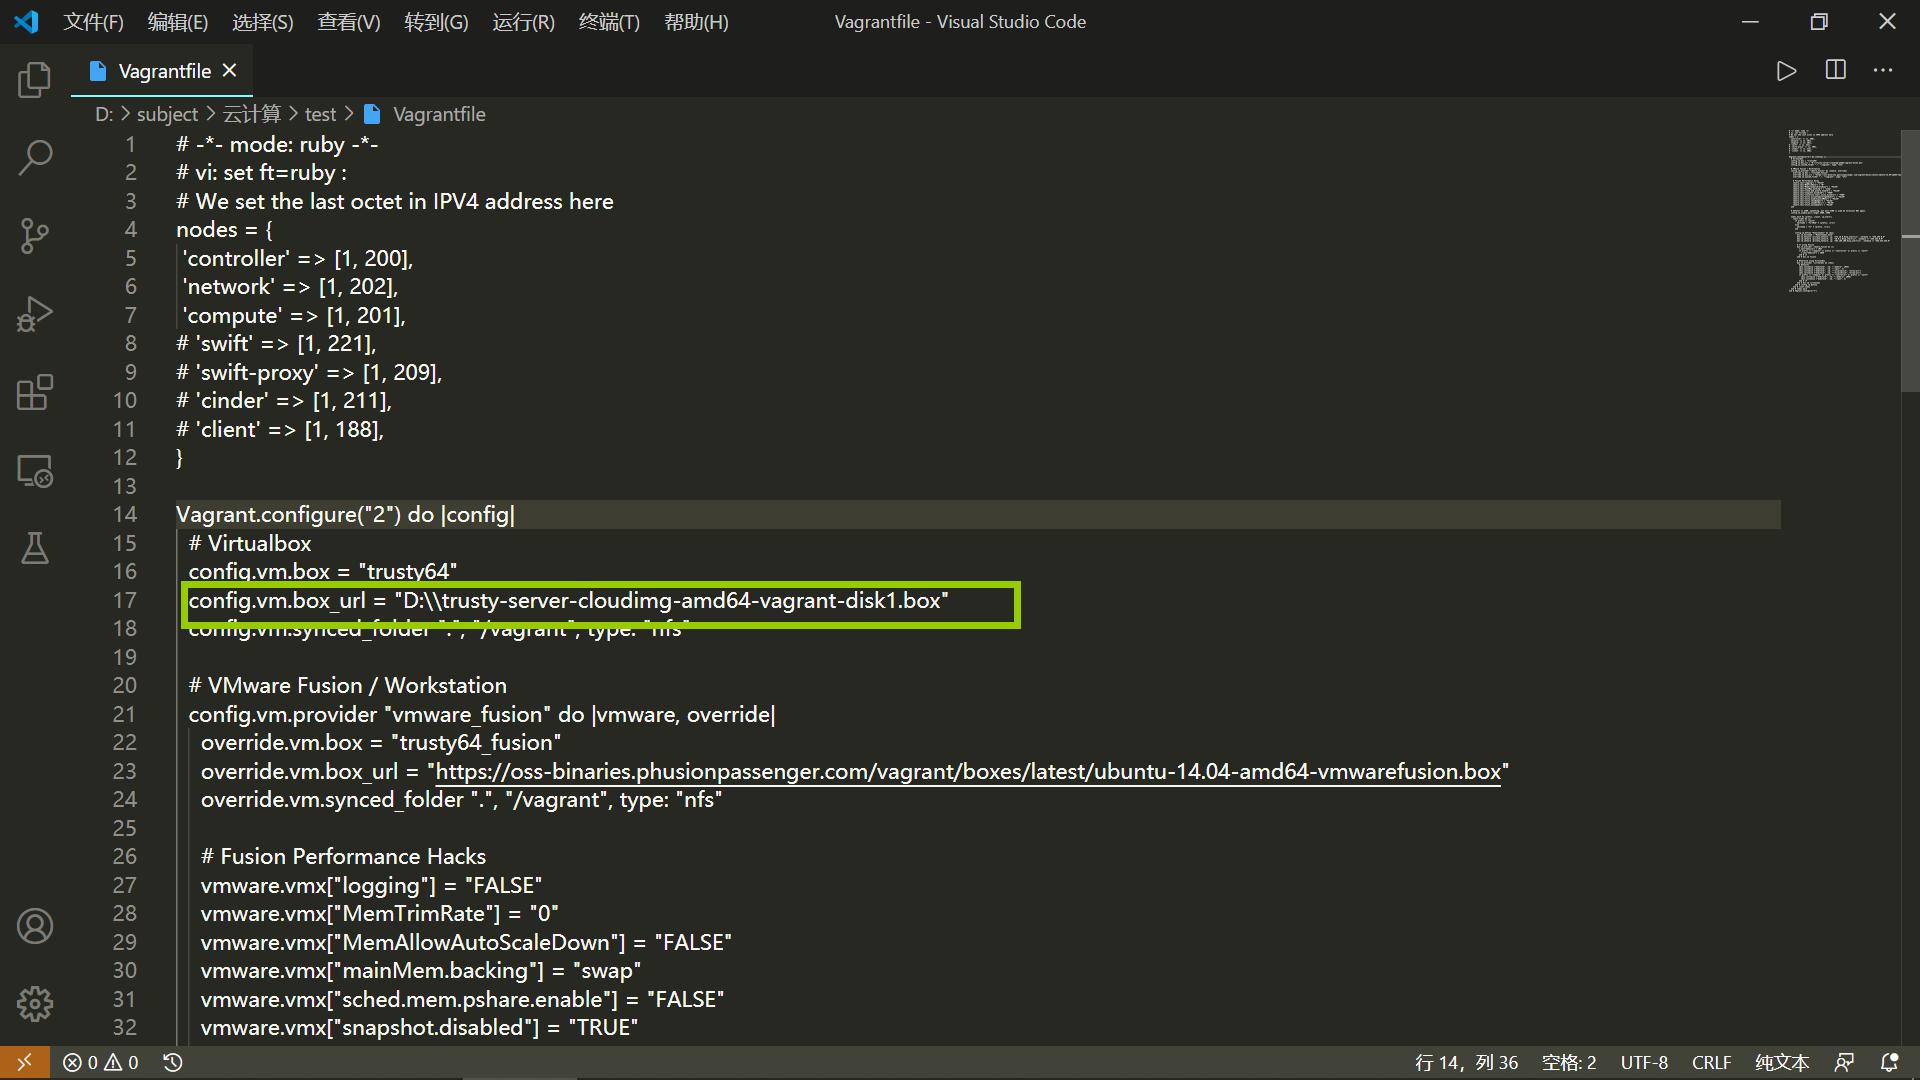 文件(F) 编辑(E) 选择(S) 查看(V) 转到(G) 运行(R) 终端(T) 帮助(H) Vagrantfile - Visual Studio Code
Vagrantfile
D: > subject > 云计算 > test > Vagrantfile
1 # -*- mode: ruby -*-
2 # vi: set ft=ruby :
3 # We set the last octet in IPV4 address here
4 nodes = {
5 'controller' => [1, 200],
6 'network' => [1, 202],
7 'compute' => [1, 201],
8 # 'swift' => [1, 221],
9 # 'swift-proxy' => [1, 209],
10 # 'cinder' => [1, 211],
11 # 'client' => [1, 188],
12 }
13
14 Vagrant.configure("2") do |config|
15 # Virtualbox
16 config.vm.box = "trusty64"
17 config.vm.box_url = "D:\\trusty-server-cloudimg-amd64-vagrant-disk1.box"
18 config.vm.synced_folder ".", "/vagrant", type: "nfs"
19
20 # VMware Fusion / Workstation
21 config.vm.provider "vmware_fusion" do |vmware, override|
22 override.vm.box = "trusty64_fusion"
23 override.vm.box_url = "https://oss-binaries.phusionpassenger.com/vagrant/boxes/latest/ubuntu-14.04-amd64-vmwarefusion.box"
24 override.vm.synced_folder ".", "/vagrant", type: "nfs"
25
26 # Fusion Performance Hacks
27 vmware.vmx["logging"] = "FALSE"
28 vmware.vmx["MemTrimRate"] = "0"
29 vmware.vmx["MemAllowAutoScaleDown"] = "FALSE"
30 vmware.vmx["mainMem.backing"] = "swap"
31 vmware.vmx["sched.mem.pshare.enable"] = "FALSE"
32 vmware.vmx["snapshot.disabled"] = "TRUE"
0 0 行 14，列 36 空格: 2 UTF-8 CRLF 纯文本